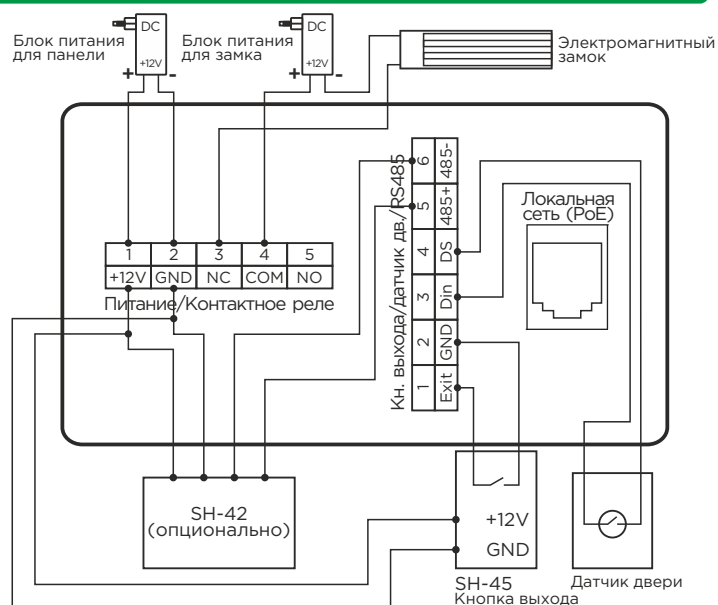 Блок питания
для панели
DC
+12V
+
-
Блок питания
для замка
DC
+12V
+
-
Электромагнитный
замок
1 2 3 4 5
+12V GND NC COM NO
Питание/Контактное реле
Кн. выхода/датчик дв./RS485
6 485-
5 485+
4 DS
3 Din
2 GND
1 Exit
Локальная
сеть (PoE)
SH-42
(опционально)
+12V
GND
SH-45
Кнопка выхода
Датчик двери